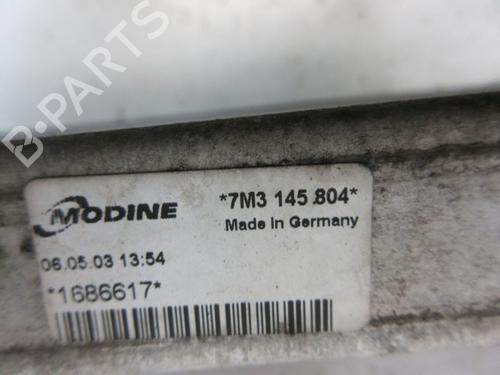 B-PARTS
MODINE
*7M3 145 804*
Made in Germany
06.05.03 13:54
*1686617*